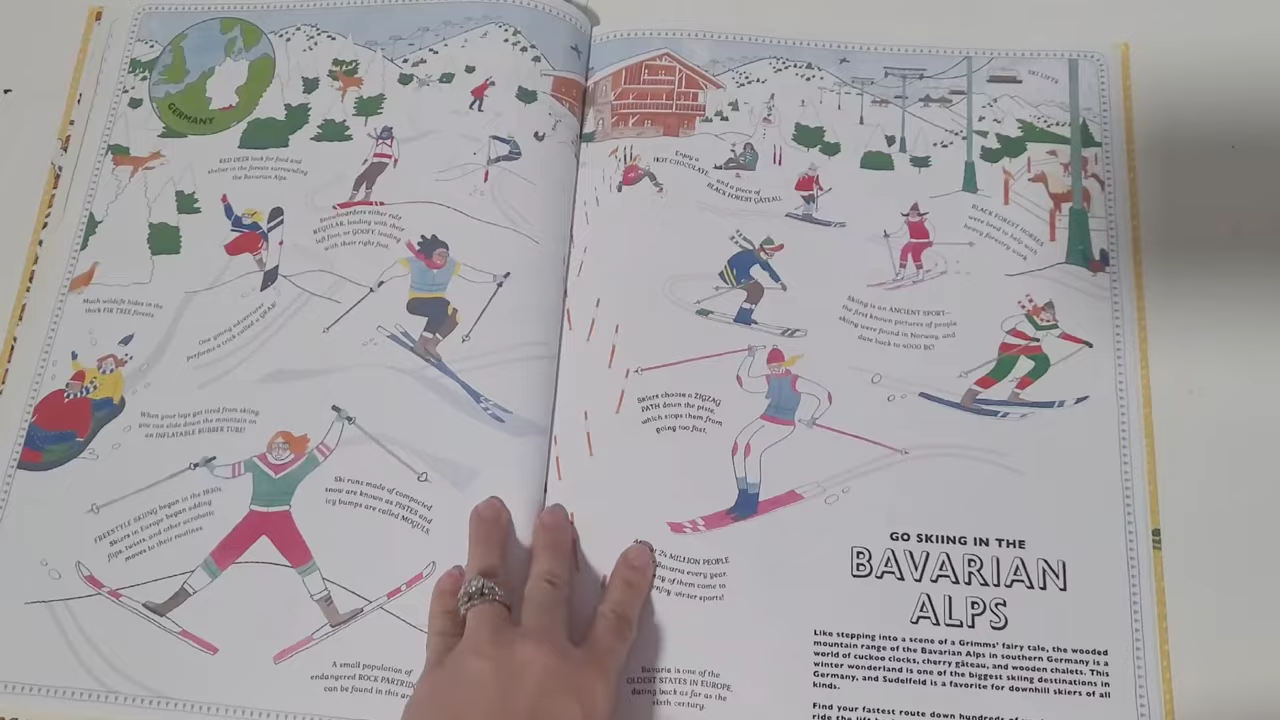 GERMANY
RED DEER look for food and
shelter in the forests surrounding
the Bavarian Alps.
Snowboarders either ride
REGULAR, leading with their
left foot, or GOOFY, leading
with their right foot.
Much wildlife hides in the
thick FIR TREE forests.
One young adventurer
performs a trick called a GRAB!
When your legs get tired from skiing,
you can slide down the mountain on
an INFLATABLE RUBBER TUBE!
FREESTYLE SKIING began in the 1930s.
Skiers in Europe began adding
flips, twists, and other acrobatic
moves to their routines.
Ski runs made of compacted
snow are known as PISTES and
icy bumps are called MOGULS.
A small population of
endangered ROCK PARTRIDG
can be found in this are
SKI LIFTS
Enjoy a
HOT CHOCOLATE...
and a piece of
BLACK FOREST GÂTEAU.
BLACK FOREST HORSES
were bred to help with
heavy forestry work.
Skiing is an ANCIENT SPORT—
the first known pictures of people
skiing were found in Norway, and
date back to 4000 BC!
Skiers choose a ZIGZAG
PATH down the piste,
which stops them from
going too fast.
24 MILLION PEOPLE
Bavaria every year.
of them come to
enjoy winter sports!
Bavaria is one of the
OLDEST STATES IN EUROPE,
dating back as far as the
sixth century.
GO SKIING IN THE
BAVARIAN
ALPS
Like stepping into a scene of a Grimms' fairy tale, the wooded
mountain range of the Bavarian Alps in southern Germany is a
world of cuckoo clocks, cherry gâteau, and wooden chalets. This
winter wonderland is one of the biggest skiing destinations in
Germany, and Sudelfeld is a favorite for downhill skiers of all
kinds.
Find your fastest route down hundreds of
ride the lift